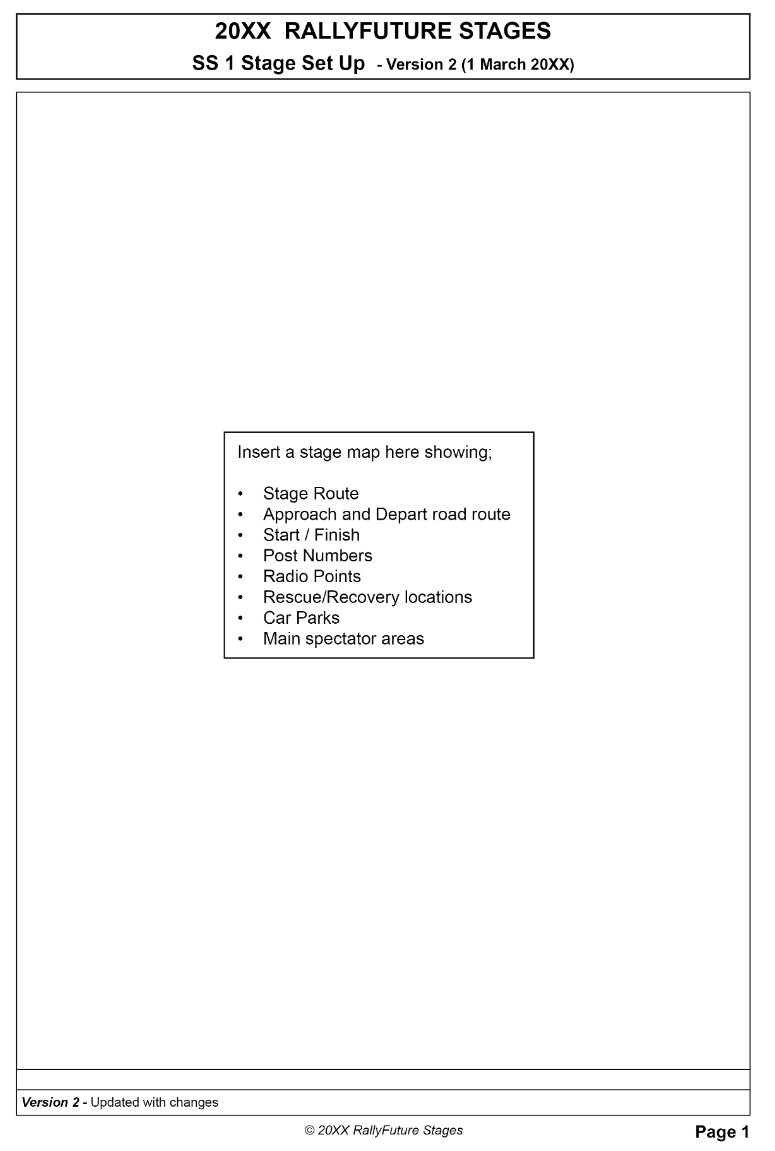 20XX  RALLYFUTURE STAGES
SS 1 Stage Set Up  - Version 2 (1 March 20XX)
Insert a stage map here showing;
• Stage Route
• Approach and Depart road route
• Start / Finish
• Post Numbers
• Radio Points
• Rescue/Recovery locations
• Car Parks
• Main spectator areas
Version 2 - Updated with changes
© 20XX RallyFuture Stages
Page 1